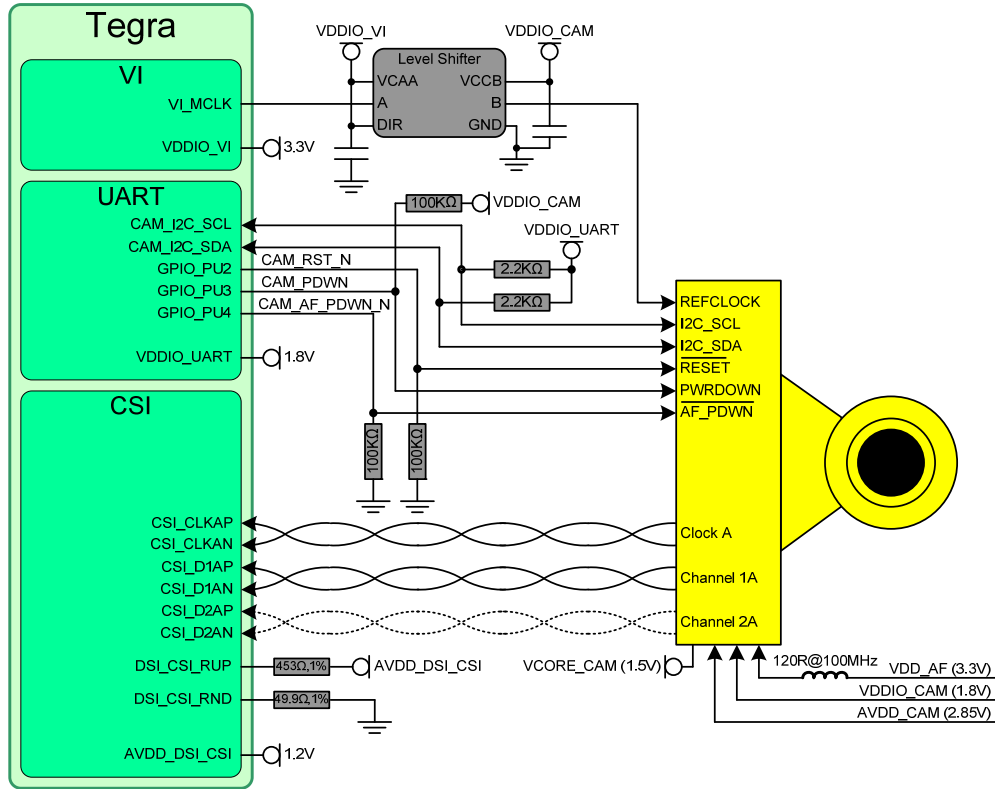 Tegra
VI
VI_MCLK
VDDIO_VI
3.3V
VDDIO_VI
VDDIO_CAM
Level Shifter
VCAA
VCCB
A
B
DIR
GND
UART
CAM_I2C_SCL
CAM_I2C_SDA
GPIO_PU2
CAM_RST_N
GPIO_PU3
CAM_PDWN
GPIO_PU4
CAM_AF_PDWN_N
VDDIO_UART
1.8V
100KΩ
VDDIO_CAM
VDDIO_UART
2.2KΩ
2.2KΩ
100KΩ
100KΩ
REFCLOCK
I2C_SCL
I2C_SDA
RESET
PWRDOWN
AF_PDWN
CSI
CSI_CLKAP
CSI_CLKAN
CSI_D1AP
CSI_D1AN
CSI_D2AP
CSI_D2AN
Clock A
Channel 1A
Channel 2A
DSI_CSI_RUP
453Ω,1%
AVDD_DSI_CSI
DSI_CSI_RND
49.9Ω,1%
AVDD_DSI_CSI
1.2V
VCORE_CAM (1.5V)
120R@100MHz
VDD_AF (3.3V)
VDDIO_CAM (1.8V)
AVDD_CAM (2.85V)